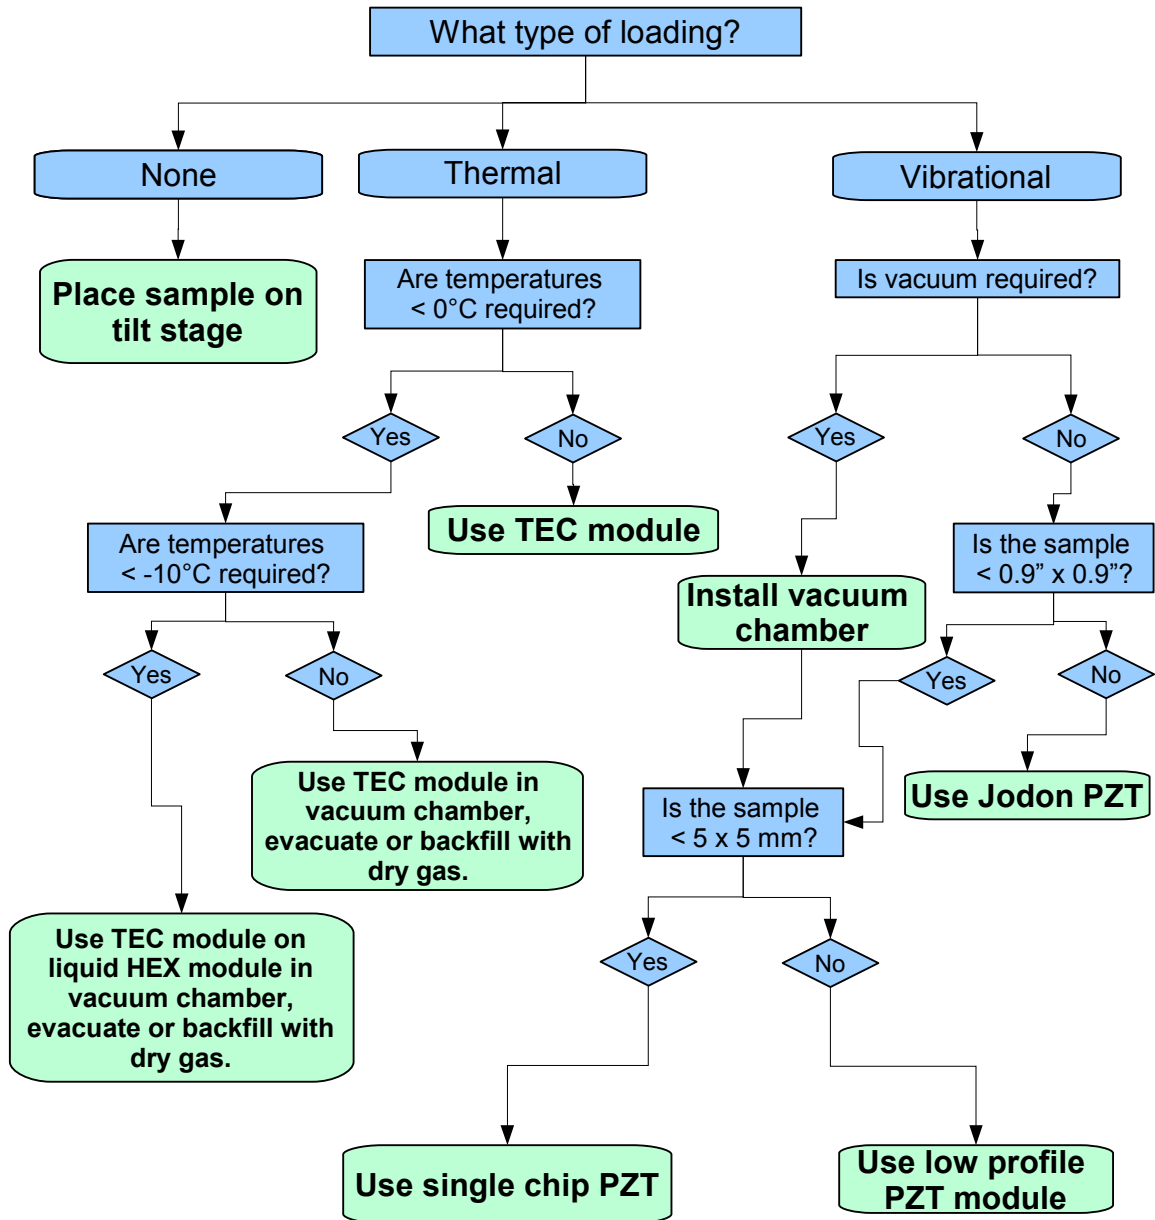 What type of loading?
None
Thermal
Vibrational
Place sample on
tilt stage
Are temperatures
< 0°C required?
Is vacuum required?
Yes
No
Yes
No
Use TEC module
Are temperatures
< -10°C required?
Is the sample
< 0.9” x 0.9”?
Install vacuum
chamber
Yes
No
Yes
No
Use TEC module in
vacuum chamber,
evacuate or backfill with
dry gas.
Is the sample
< 5 x 5 mm?
Use Jodon PZT
Use TEC module on
liquid HEX module in
vacuum chamber,
evacuate or backfill with
dry gas.
Yes
No
Use single chip PZT
Use low profile
PZT module